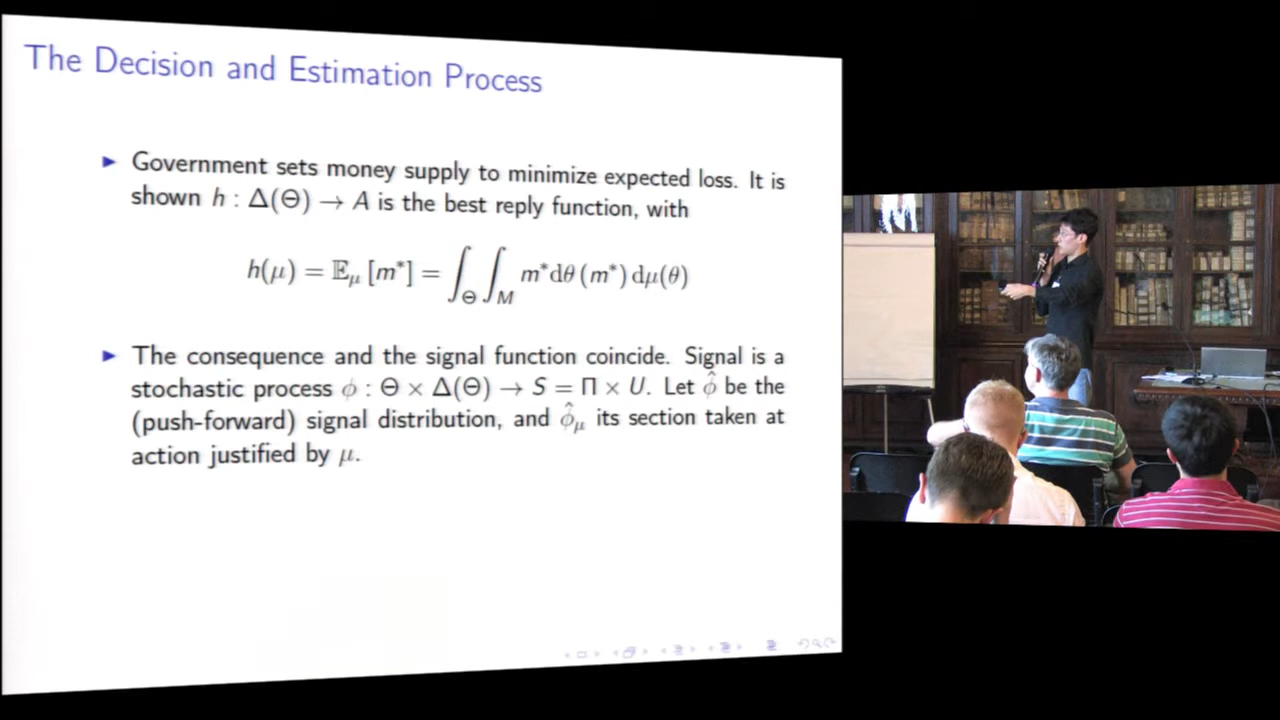 The Decision and Estimation Process
▶ Government sets money supply to minimize expected loss. It is
shown h : Δ(Θ) → A is the best reply function, with
h(μ) = 𝔼_μ [m*] = ∫_Θ ∫_M m* dθ (m*) dμ(θ)
▶ The consequence and the signal function coincide. Signal is a
stochastic process ϕ : Θ × Δ(Θ) → S = Π × U. Let ϕ̂ be the
(push-forward) signal distribution, and ϕ̂_μ its section taken at
action justified by μ.